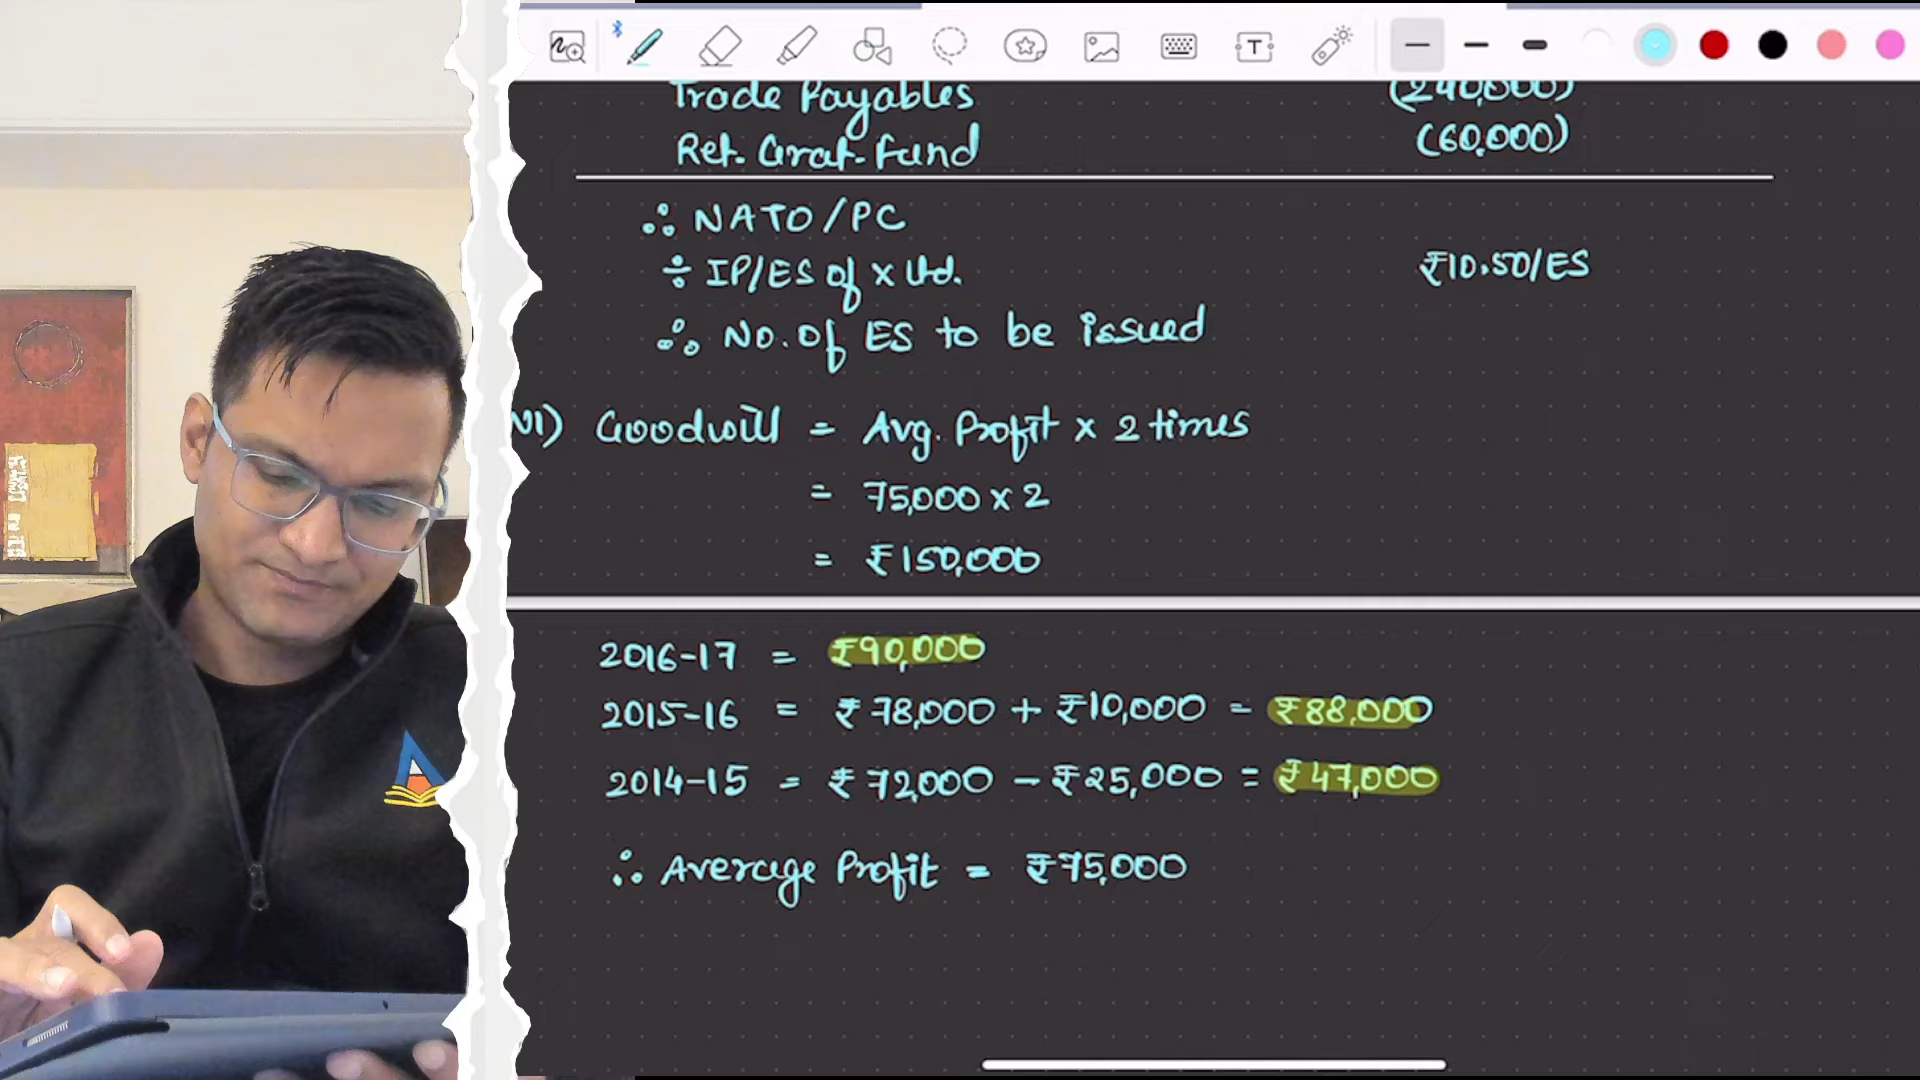 T
Trade Payables (240,000)
Ret. Grat. Fund (60,000)
∴ NATO/PC
÷ IP/ES of X Ltd. ₹10.50/ES
∴ No. of ES to be issued
VI) Goodwill = Avg. Profit x 2 times
= 75,000 x 2
= ₹150,000
2016-17 = ₹90,000
2015-16 = ₹78,000 + ₹10,000 = ₹88,000
2014-15 = ₹72,000 - ₹25,000 = ₹47,000
∴ Average Profit = ₹75,000